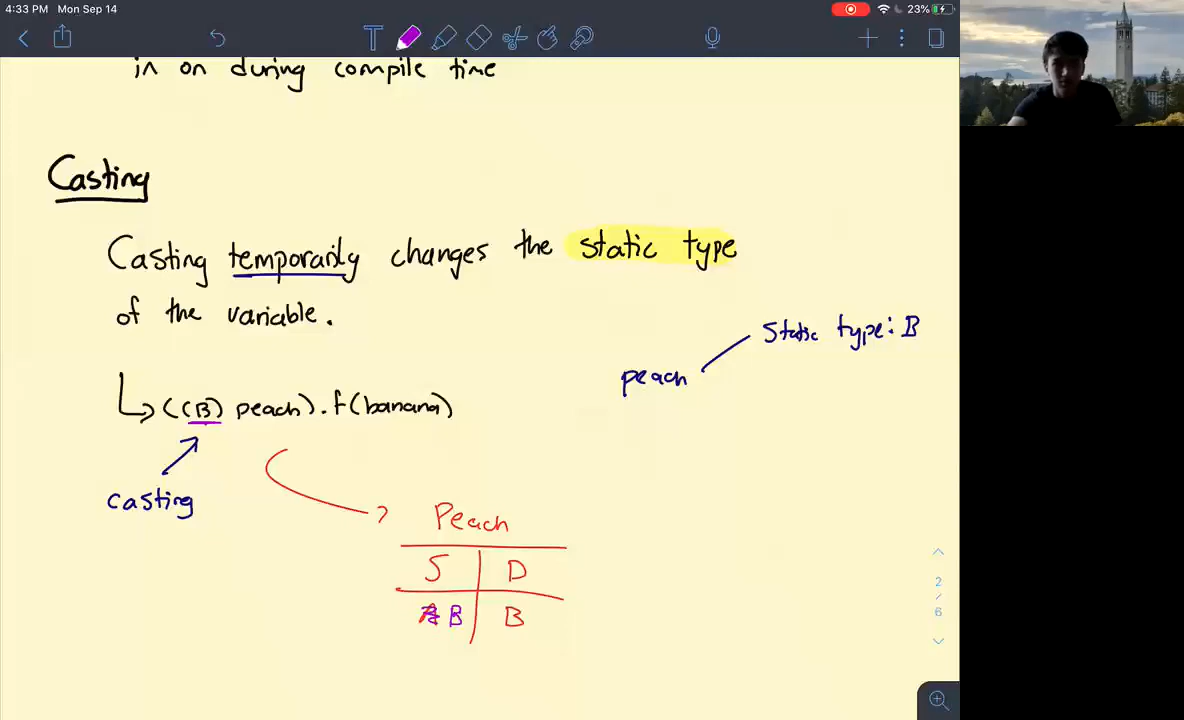 4:33 PM Mon Sep 14
23%
in on during compile time
Casting
Casting temporarily changes the static type
of the variable.
Static type: B
peach
((B) peach).f(banana)
casting
Peach
S D
A B B
2
/
6